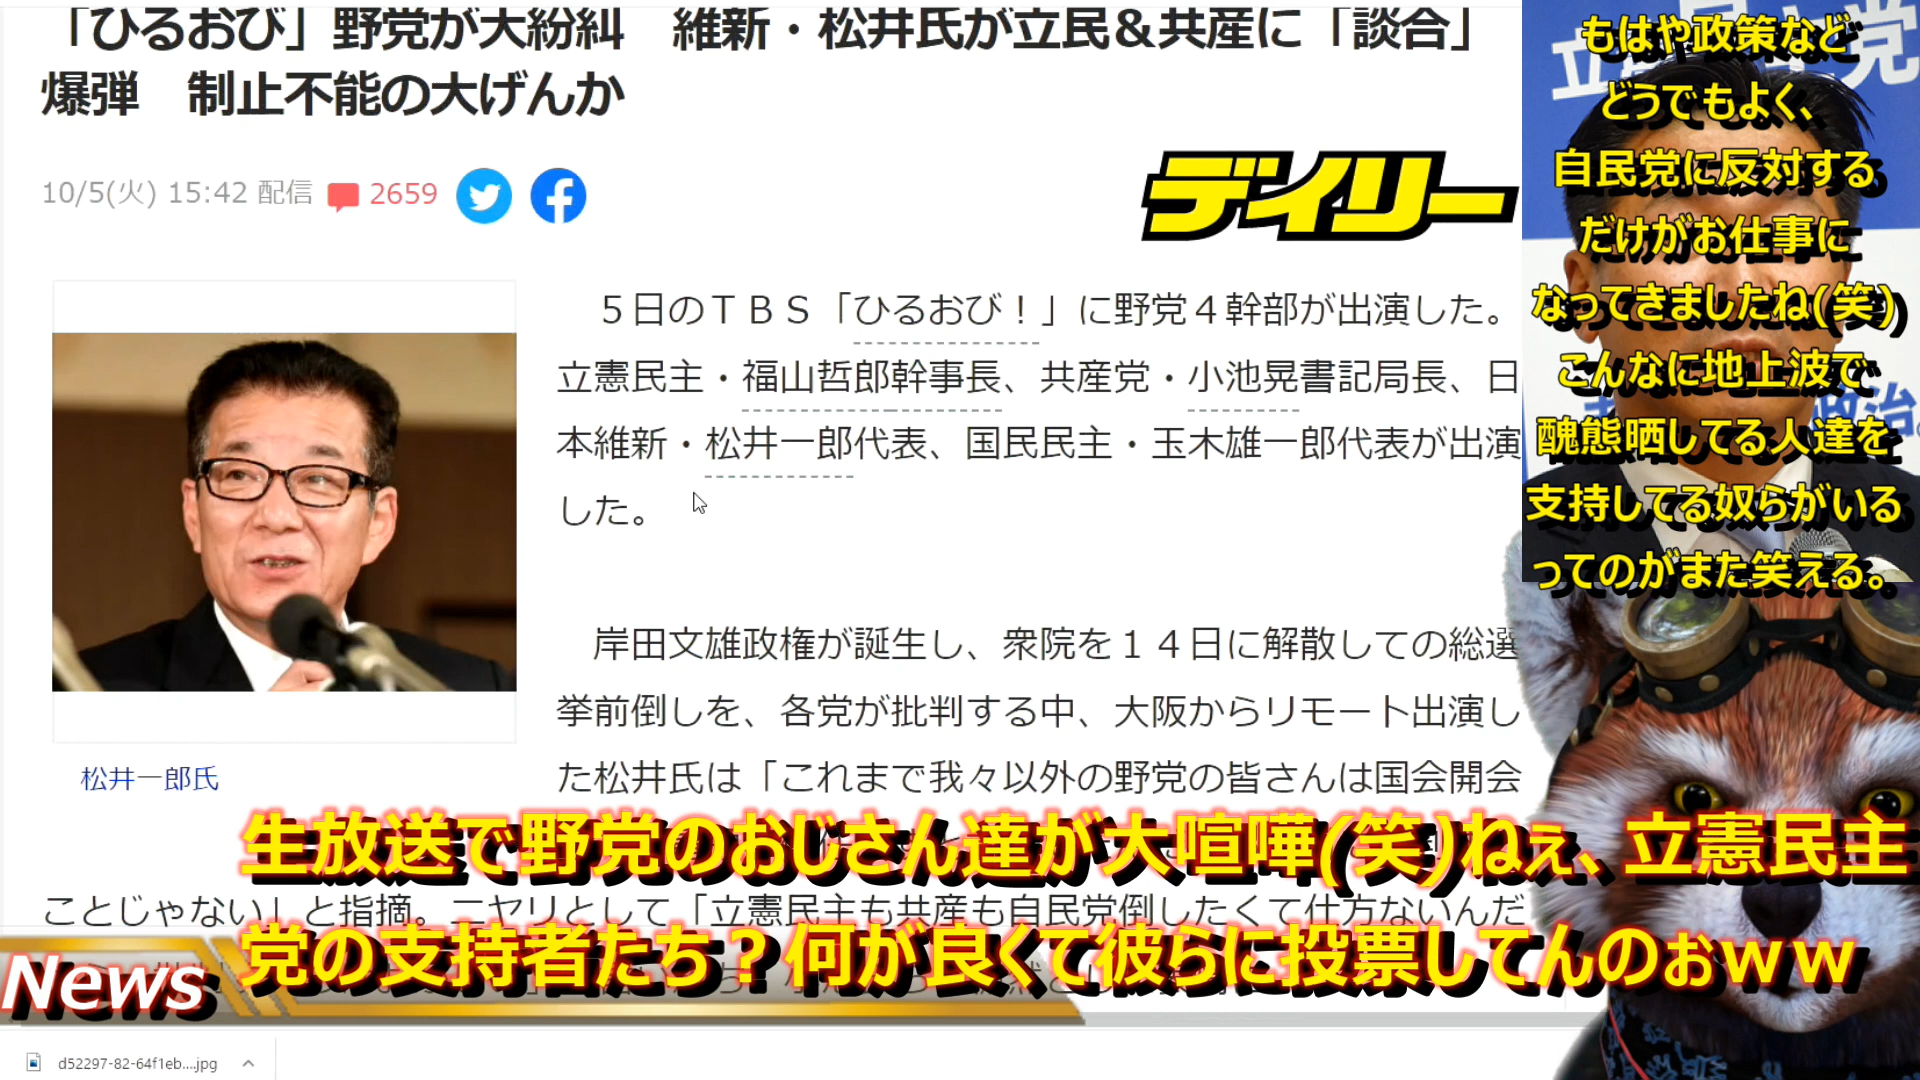 「ひるおび」野党が大紛糾　維新・松井氏が立民＆共産に「談合」
爆弾　制止不能の大げんか
10/5(火) 15:42 配信 2659
デイリー
５日のＴＢＳ「ひるおび！」に野党４幹部が出演した。
立憲民主・福山哲郎幹事長、共産党・小池晃書記局長、日
本維新・松井一郎代表、国民民主・玉木雄一郎代表が出演
した。
岸田文雄政権が誕生し、衆院を１４日に解散しての総選
挙前倒しを、各党が批判する中、大阪からリモート出演し
た松井氏は「これまで我々以外の野党の皆さんは国会開会
松井一郎氏
ことじゃない」と指摘。ニヤリとして「立憲民主も共産も自民党倒したくて仕方ないんだ
もはや政策など
どうでもよく、
自民党に反対する
だけがお仕事に
なってきましたね(笑)
こんなに地上波で
醜態晒してる人達を
支持してる奴らがいる
ってのがまた笑える。
生放送で野党のおじさん達が大喧嘩(笑)ねぇ、立憲民主
党の支持者たち？何が良くて彼らに投票してんのぉｗｗ
News
d52297-82-64f1eb....jpg